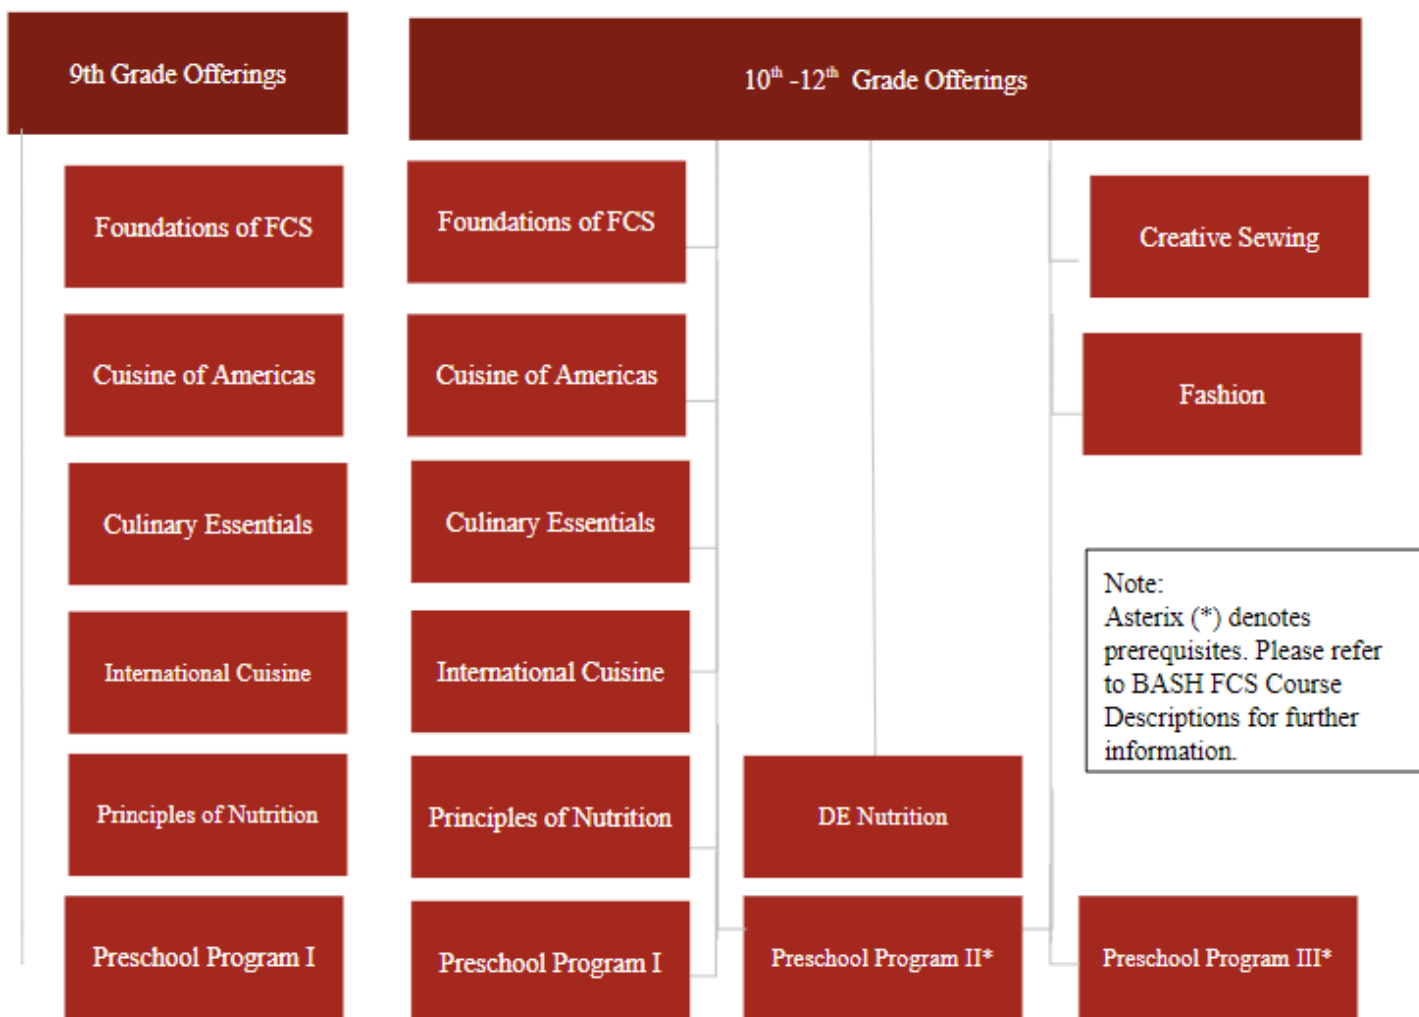 9th Grade Offerings
10th -12th Grade Offerings
Foundations of FCS
Cuisine of Americas
Culinary Essentials
International Cuisine
Principles of Nutrition
Preschool Program I
Foundations of FCS
Cuisine of Americas
Culinary Essentials
International Cuisine
Principles of Nutrition
Preschool Program I
DE Nutrition
Preschool Program II*
Creative Sewing
Fashion
Note:
Asterix (*) denotes
prerequisites. Please refer
to BASH FCS Course
Descriptions for further
information.
Preschool Program III*